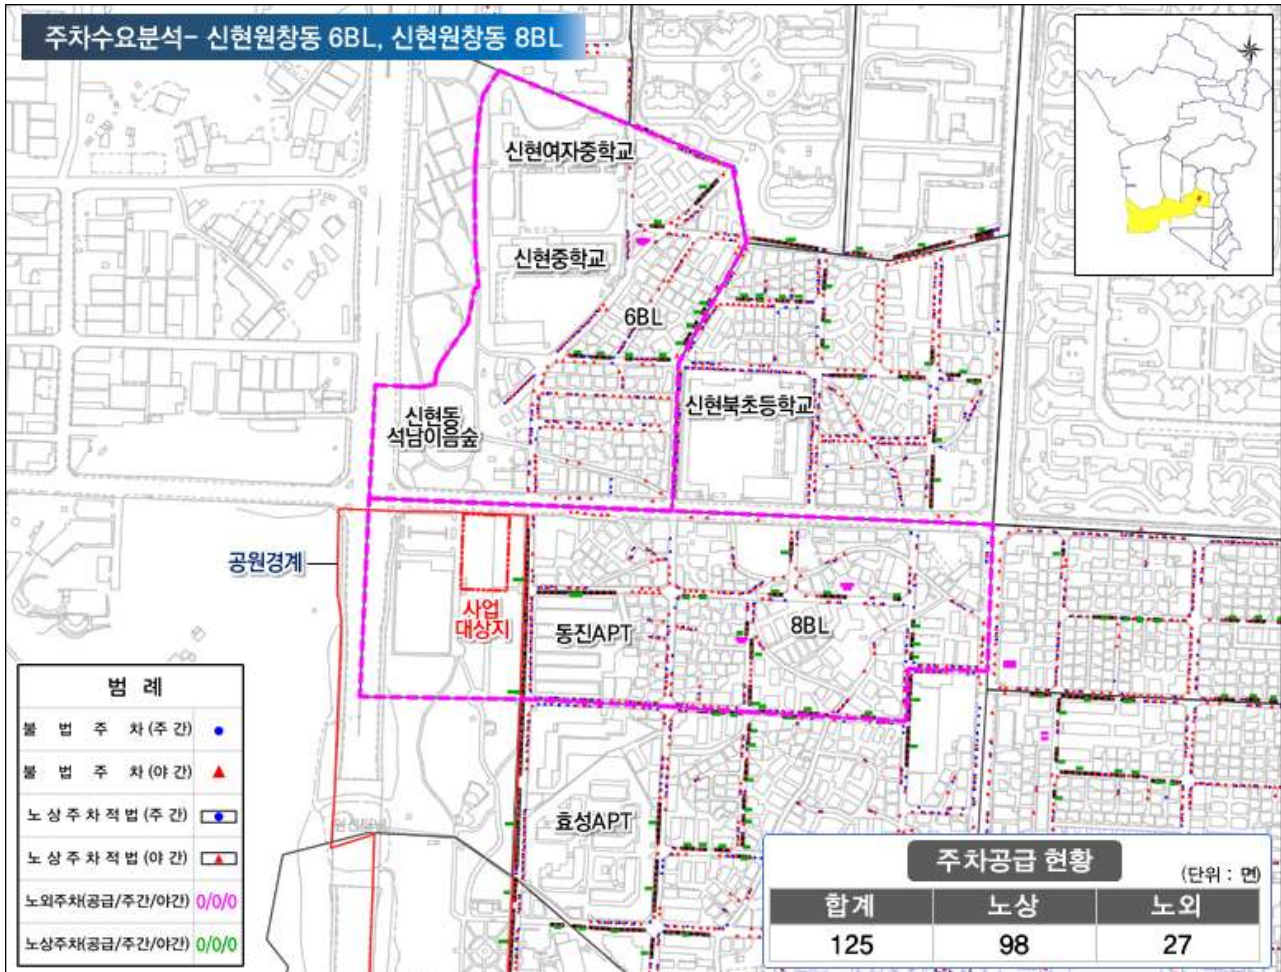 주차수요분석- 신현원창동 6BL, 신현원창동 8BL
신현여자중학교
신현중학교
6BL
신현북초등학교
신현동
석남이음숲
공원경계
사업
대상지
동진APT
8BL
효성APT
범 례
불 법 주 차 (주 간)
불 법 주 차 (야 간)
노 상 주 차 적 법 (주 간)
노 상 주 차 적 법 (야 간)
노외주차(공급/주간/야간) 0/0/0
노상주차(공급/주간/야간) 0/0/0
주차공급 현황
(단위 : 면)
합계 노상 노외
125 98 27